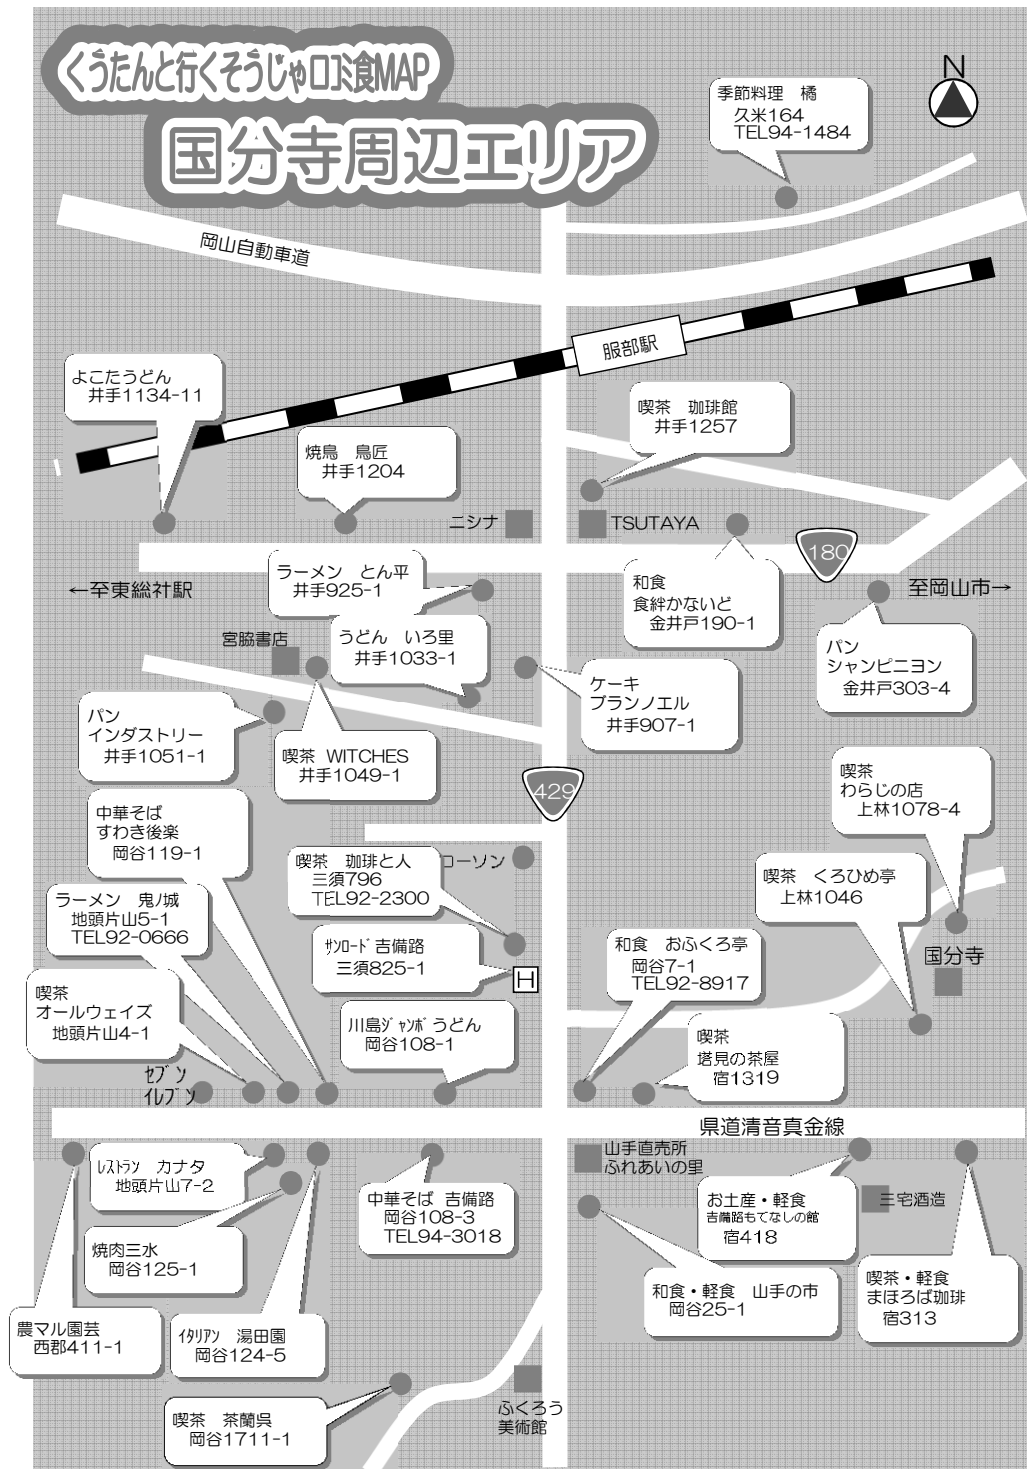 くうたんと行くそうじゃ口コミ食MAP
国分寺周辺エリア
N
季節料理 橘
久米164
TEL94-1484
岡山自動車道
服部駅
よこたうどん
井手1134-11
焼鳥 鳥匠
井手1204
喫茶 珈琲館
井手1257
ニシナ
TSUTAYA
180
←至東総社駅
至岡山市→
ラーメン とん平
井手925-1
和食
食絆かないど
金井戸190-1
うどん いろ里
井手1033-1
宮脇書店
パン
シャンピニヨン
金井戸303-4
ケーキ
ブランノエル
井手907-1
パン
インダストリー
井手1051-1
喫茶 WITCHES
井手1049-1
429
喫茶
わらじの店
上林1078-4
中華そば
すわき後楽
岡谷119-1
喫茶 珈琲と人
三須796
TEL92-2300
ローソン
喫茶 くろひめ亭
上林1046
ラーメン 鬼ノ城
地頭片山5-1
TEL92-0666
サンロード吉備路
三須825-1
H
和食 おふくろ亭
岡谷7-1
TEL92-8917
国分寺
喫茶
オールウェイズ
地頭片山4-1
川島ジャンボうどん
岡谷108-1
喫茶
塔見の茶屋
宿1319
セブン
イレブン
県道清音真金線
レストラン カナタ
地頭片山7-2
山手直売所
ふれあいの里
中華そば 吉備路
岡谷108-3
TEL94-3018
お土産・軽食
吉備路もてなしの館
宿418
三宅酒造
焼肉三水
岡谷125-1
和食・軽食 山手の市
岡谷25-1
喫茶・軽食
まほろば珈琲
宿313
農マル園芸
西郡411-1
イタリアン 湯田園
岡谷124-5
ふくろう
美術館
喫茶 茶蘭呉
岡谷1711-1